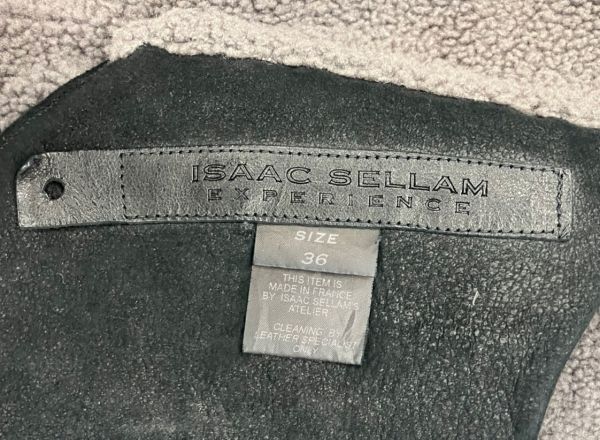 ISAAC SELLAM
EXPERIENCE
SIZE
36
THIS ITEM IS
MADE IN FRANCE
BY ISAAC SELLAM'S
ATELIER
CLEANING BY
LEATHER SPECIALIST
ONLY